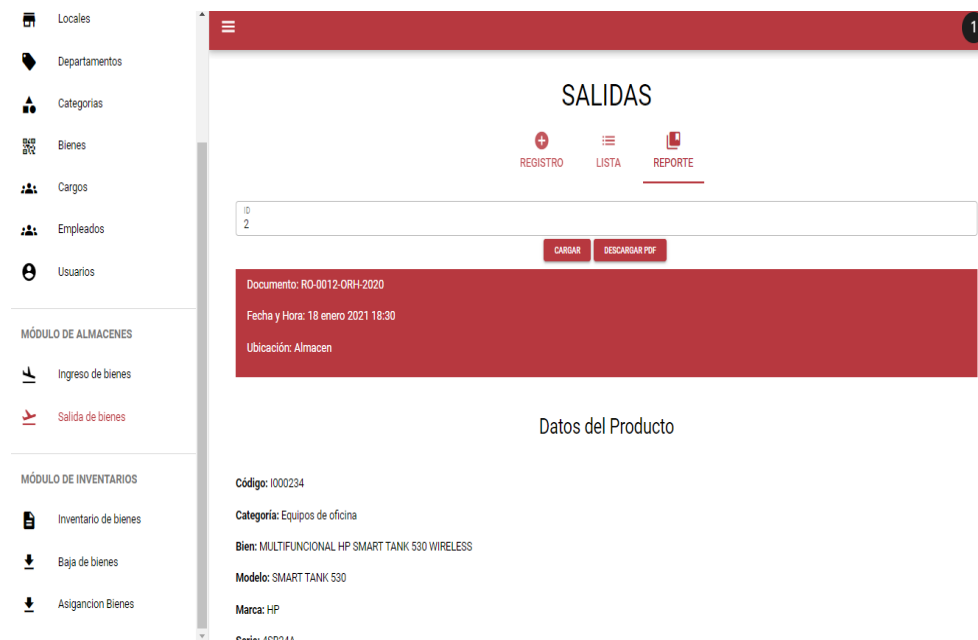 Locales
Departamentos
Categorias
Bienes
Cargos
Empleados
Usuarios
MÓDULO DE ALMACENES
Ingreso de bienes
Salida de bienes
MÓDULO DE INVENTARIOS
Inventario de bienes
Baja de bienes
Asigancion Bienes
1
SALIDAS
REGISTRO LISTA REPORTE
ID
2
CARGAR DESCARGAR PDF
Documento: RO-0012-ORH-2020
Fecha y Hora: 18 enero 2021 18:30
Ubicación: Almacen
Datos del Producto
Código: I000234
Categoría: Equipos de oficina
Bien: MULTIFUNCIONAL HP SMART TANK 530 WIRELESS
Modelo: SMART TANK 530
Marca: HP
Serie: